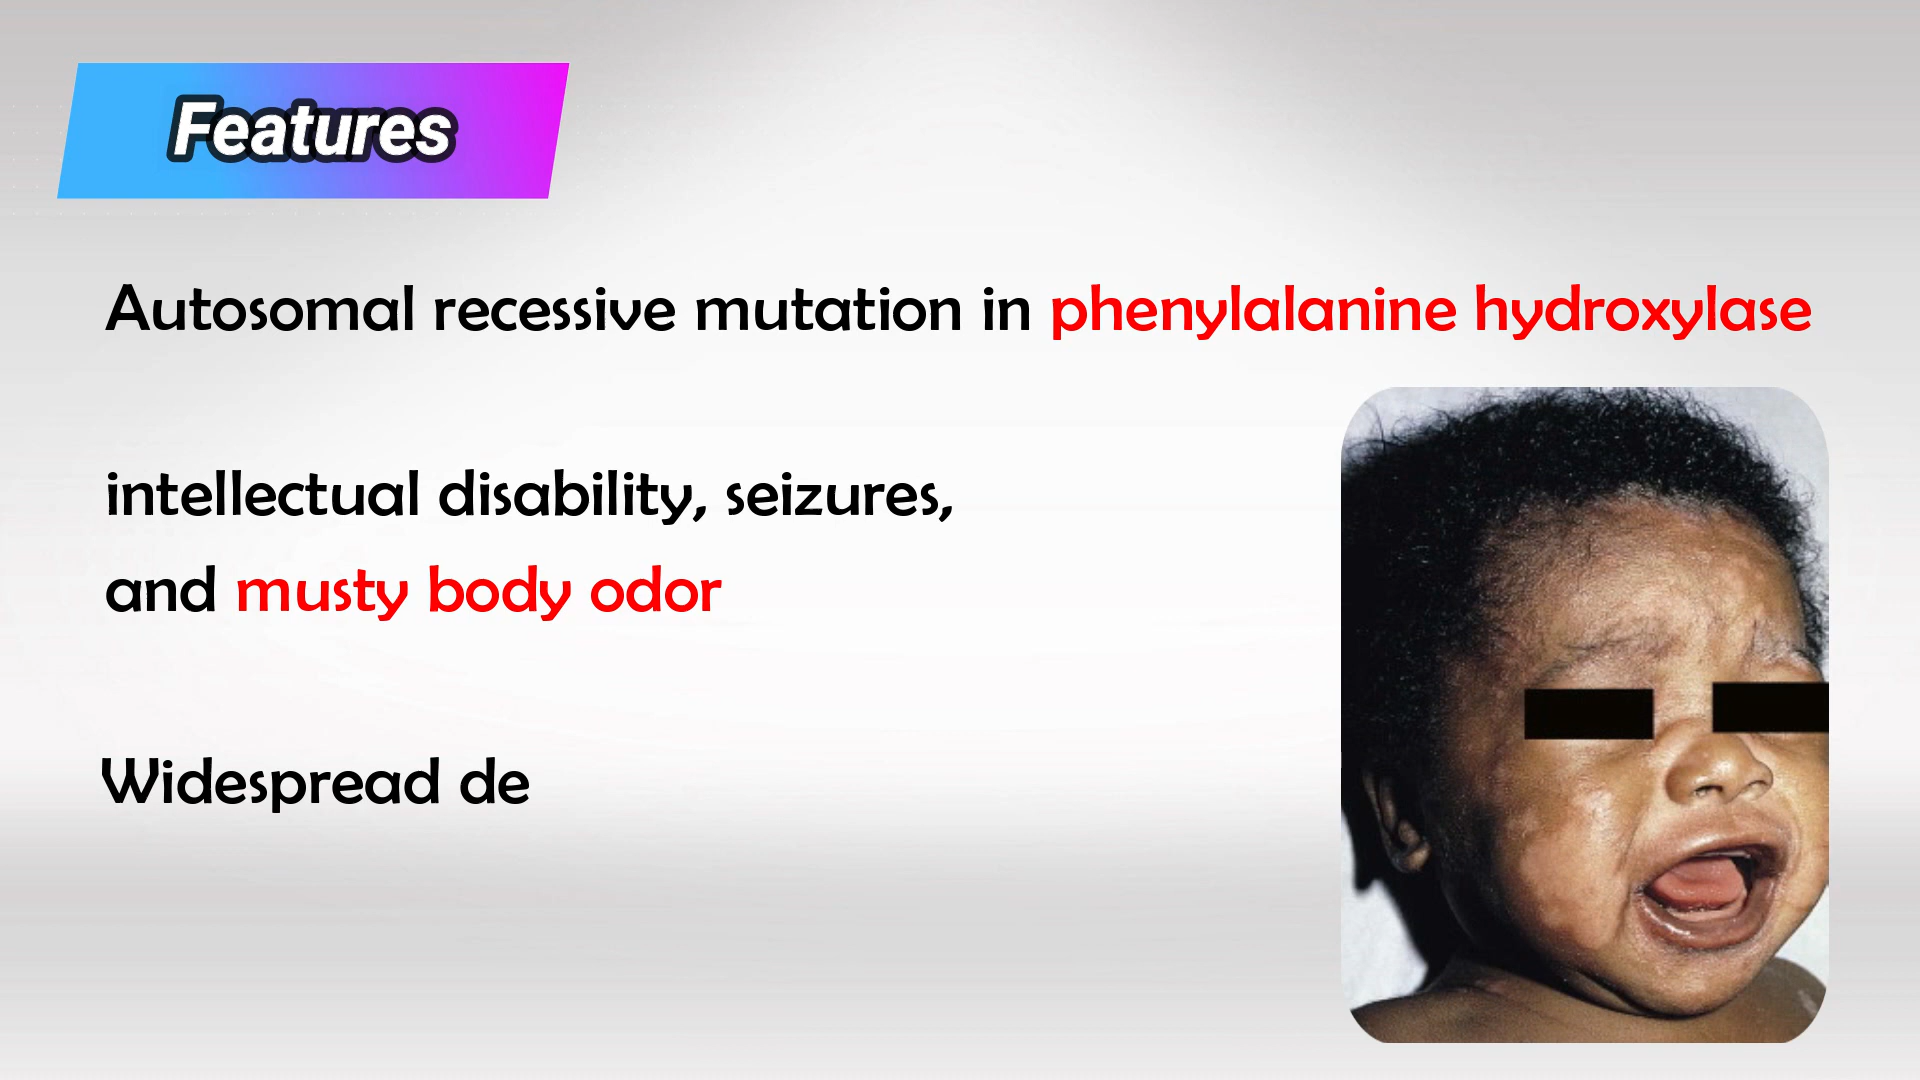 Features
Autosomal recessive mutation in phenylalanine hydroxylase
intellectual disability, seizures,
and musty body odor
Widespread de